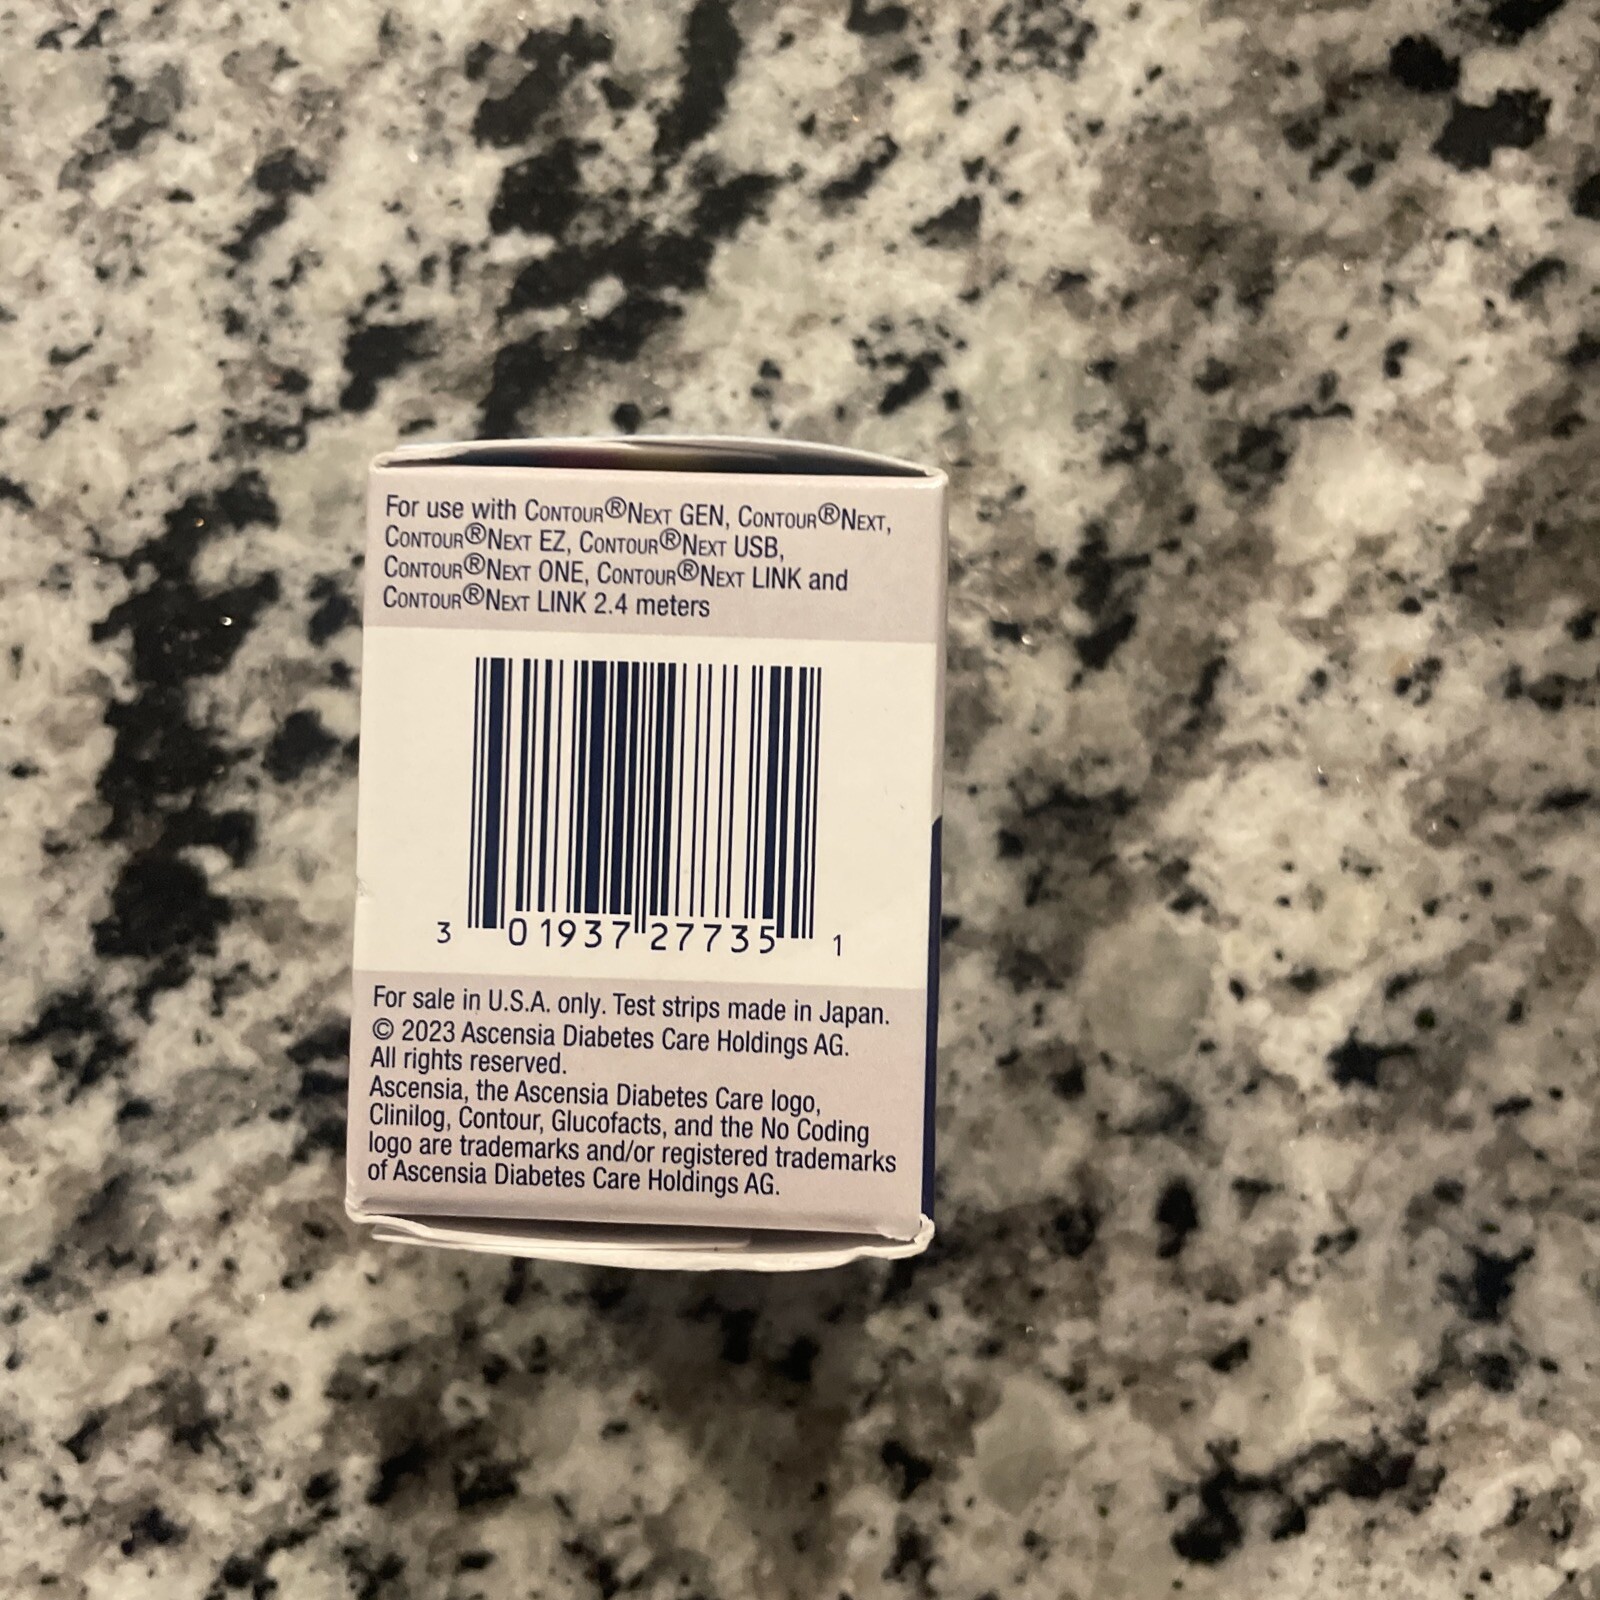 For use with CONTOUR®NEXT GEN, CONTOUR®NEXT,
CONTOUR®NEXT EZ, CONTOUR®NEXT USB,
CONTOUR®NEXT ONE, CONTOUR®NEXT LINK and
CONTOUR®NEXT LINK 2.4 meters
3 01937 27735 1
For sale in U.S.A. only. Test strips made in Japan.
© 2023 Ascensia Diabetes Care Holdings AG.
All rights reserved.
Ascensia, the Ascensia Diabetes Care logo,
Clinilog, Contour, Glucofacts, and the No Coding
logo are trademarks and/or registered trademarks
of Ascensia Diabetes Care Holdings AG.